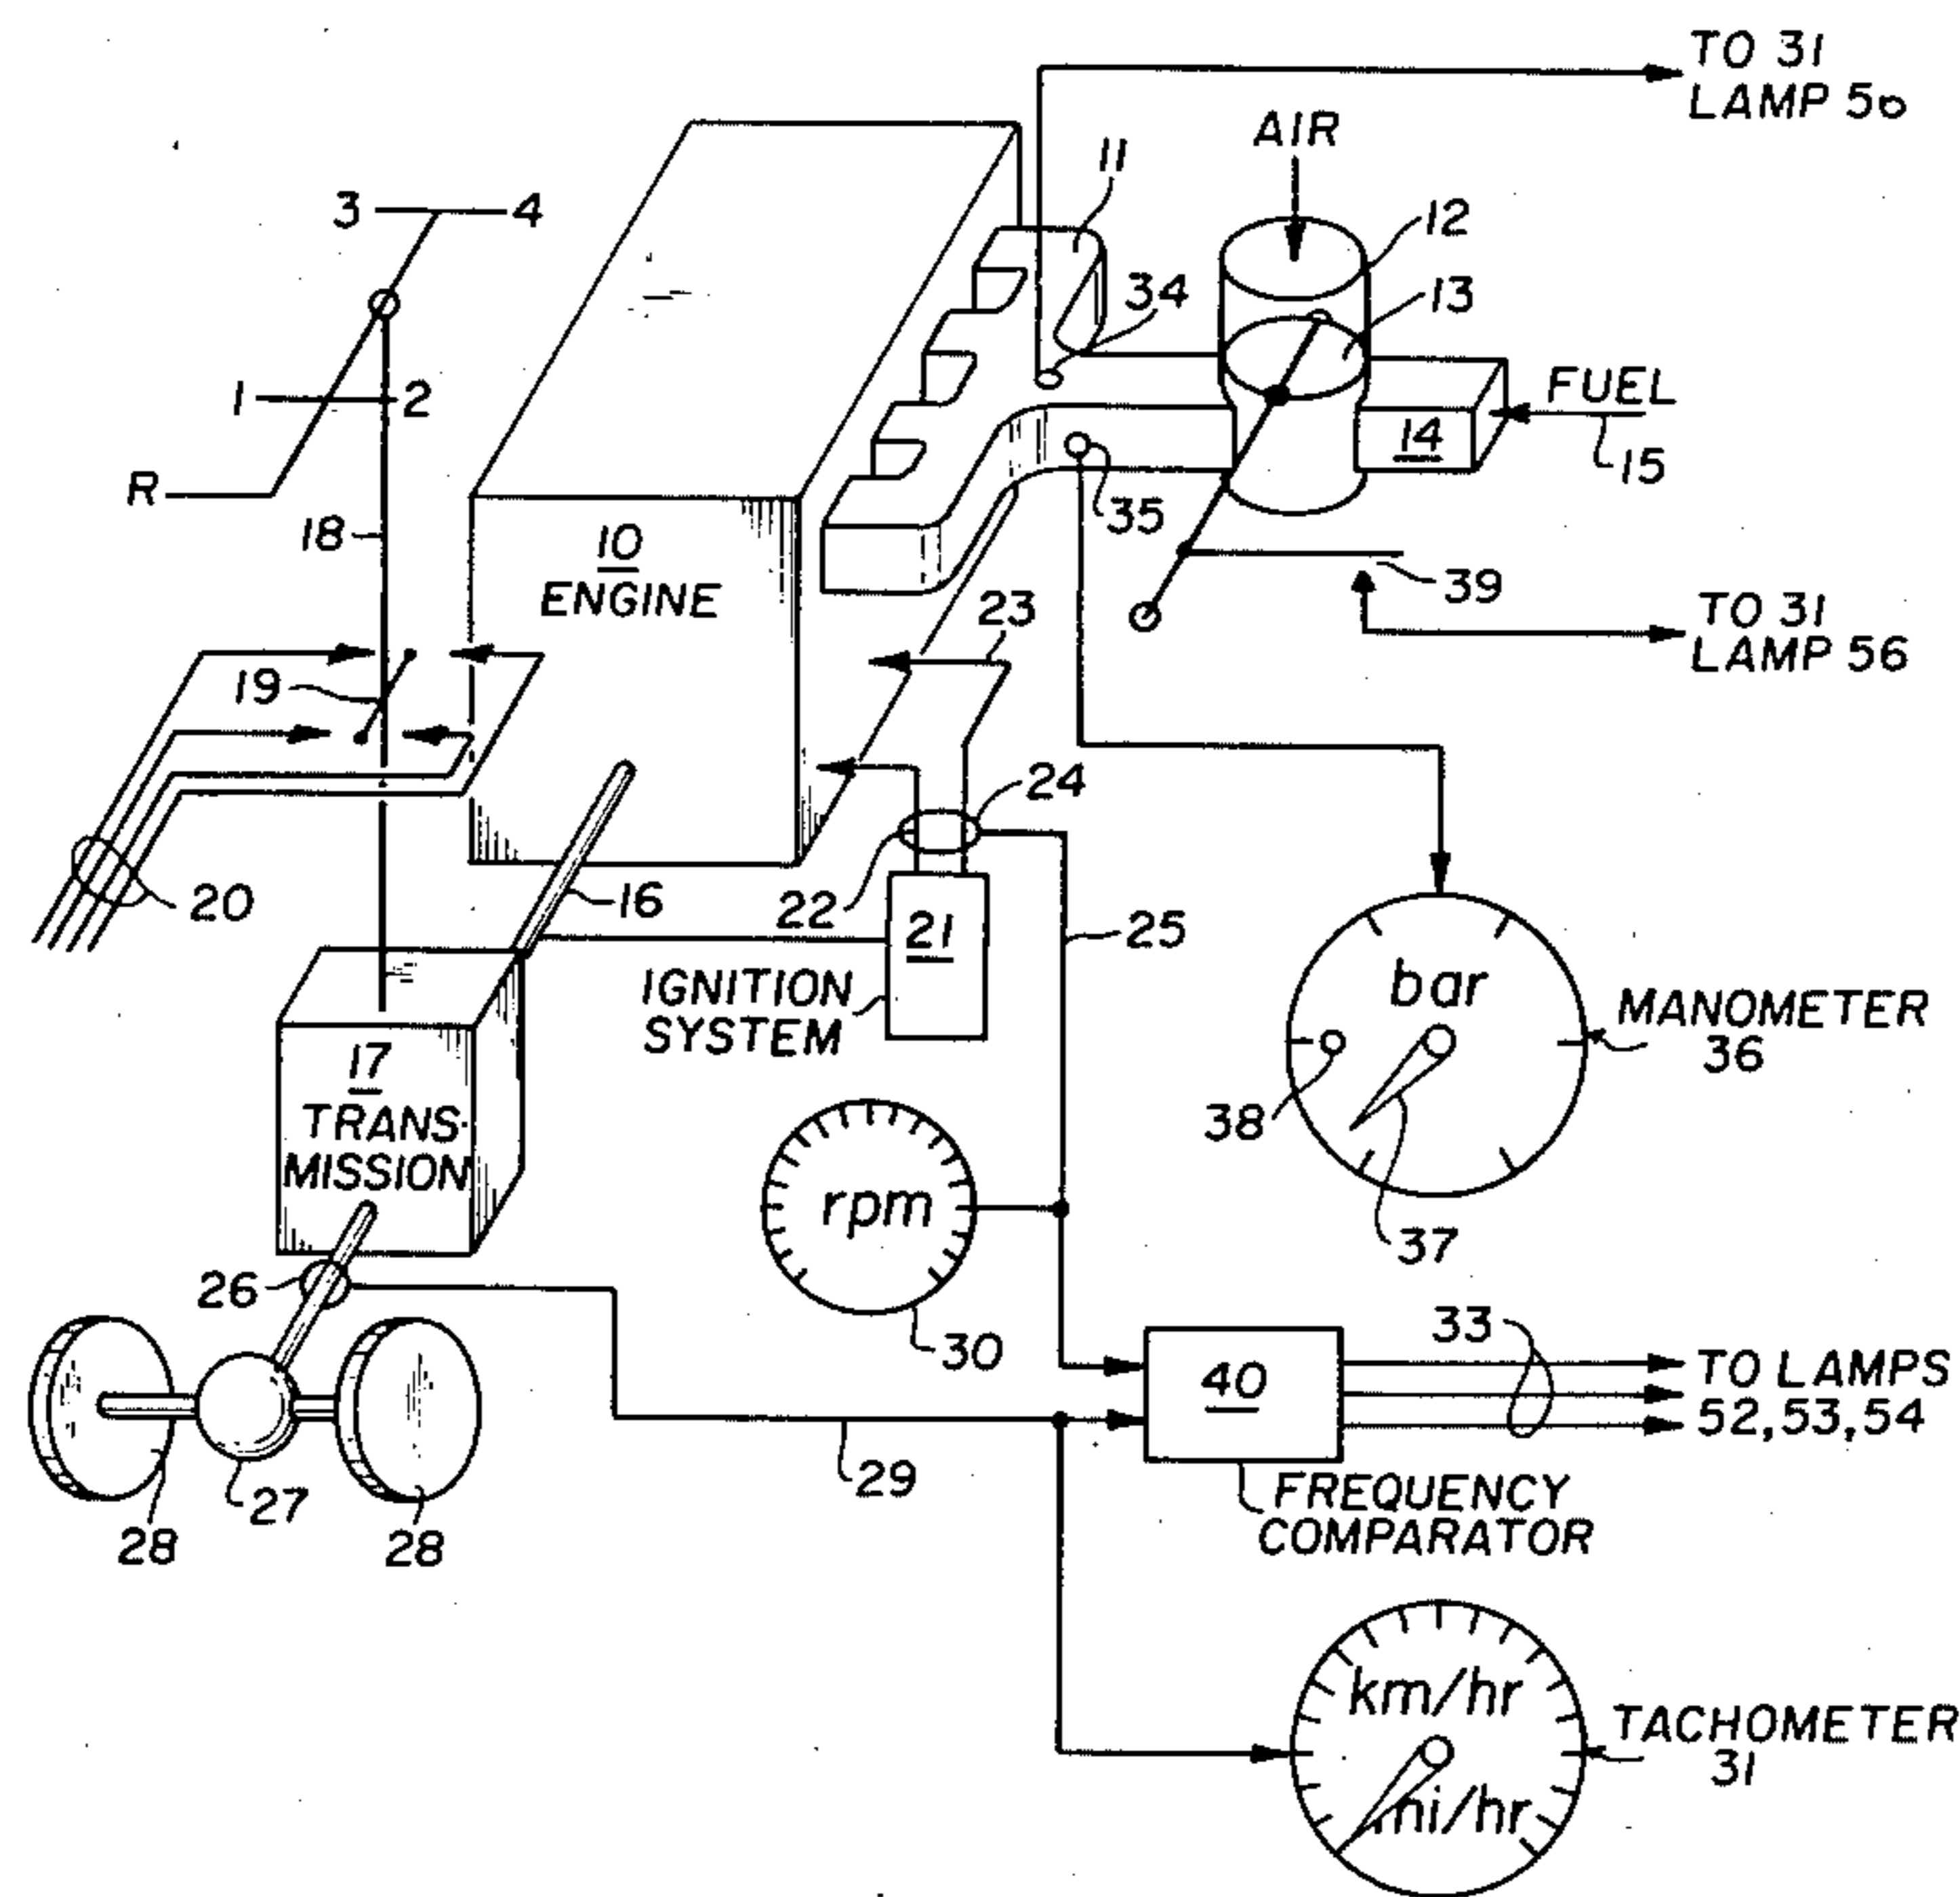 TO 31
LAMP 50
AIR
11
12
3
4
34
13
1
2
FUEL
14
15
R
35
18
10
ENGINE
39
23
TO 31
LAMP 56
19
24
20
16
22
21
25
IGNITION
SYSTEM
bar
MANOMETER
36
17
TRANS-
MISSION
38
rpm
37
26
33
30
40
TO LAMPS
52,53,54
29
27
FREQUENCY
COMPARATOR
28
28
km/hr
TACHOMETER
31
mi/hr